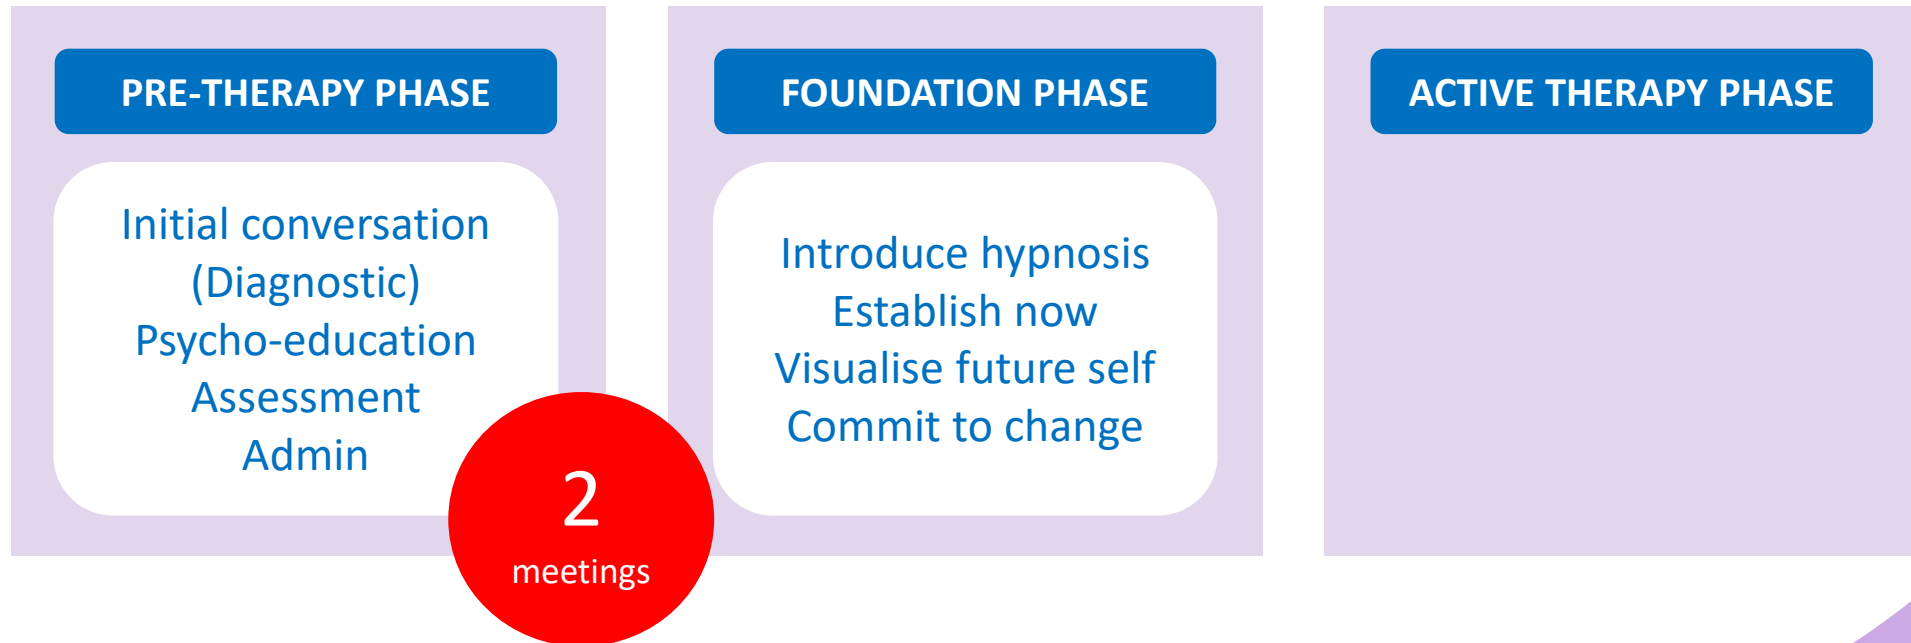 PRE-THERAPY PHASE
Initial conversation
(Diagnostic)
Psycho-education
Assessment
Admin
2
meetings
FOUNDATION PHASE
Introduce hypnosis
Establish now
Visualise future self
Commit to change
ACTIVE THERAPY PHASE